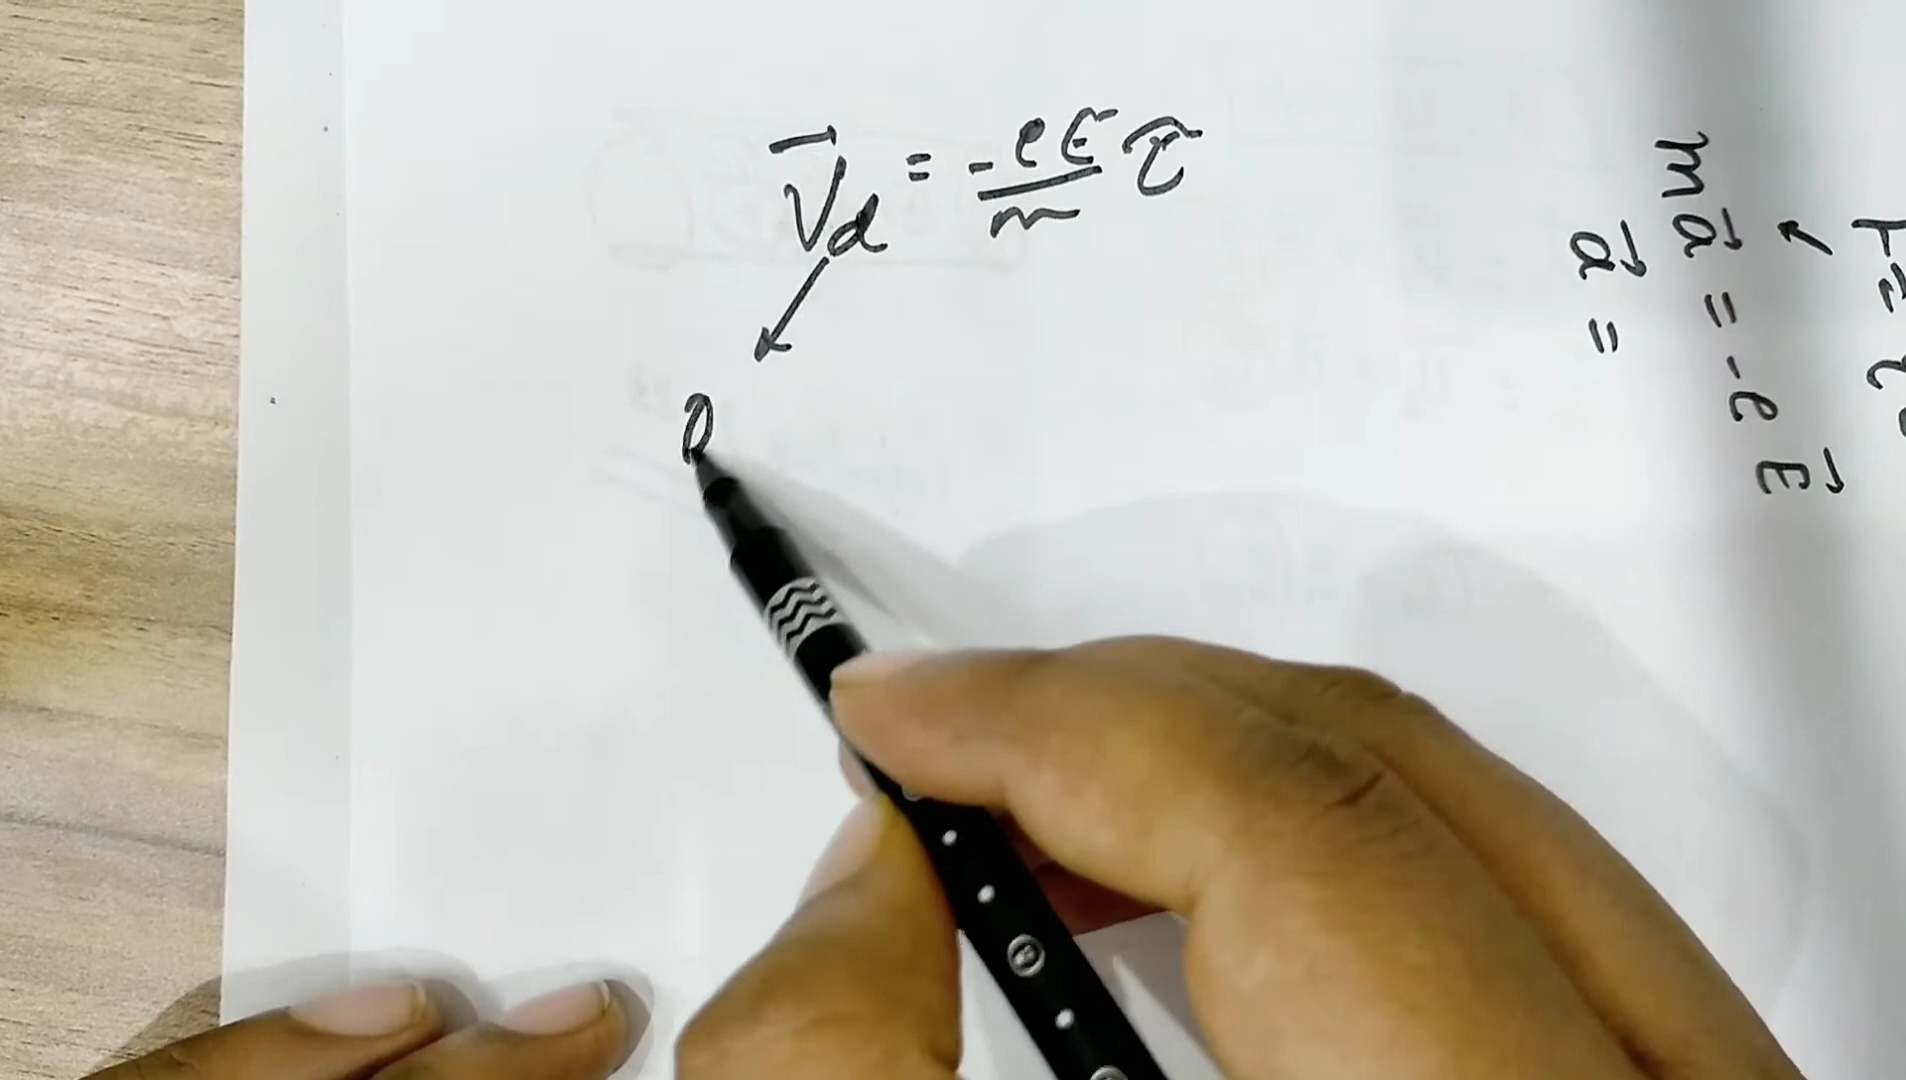 V⃗d = -eE/m τ
ma⃗ = -eE⃗
a⃗ =